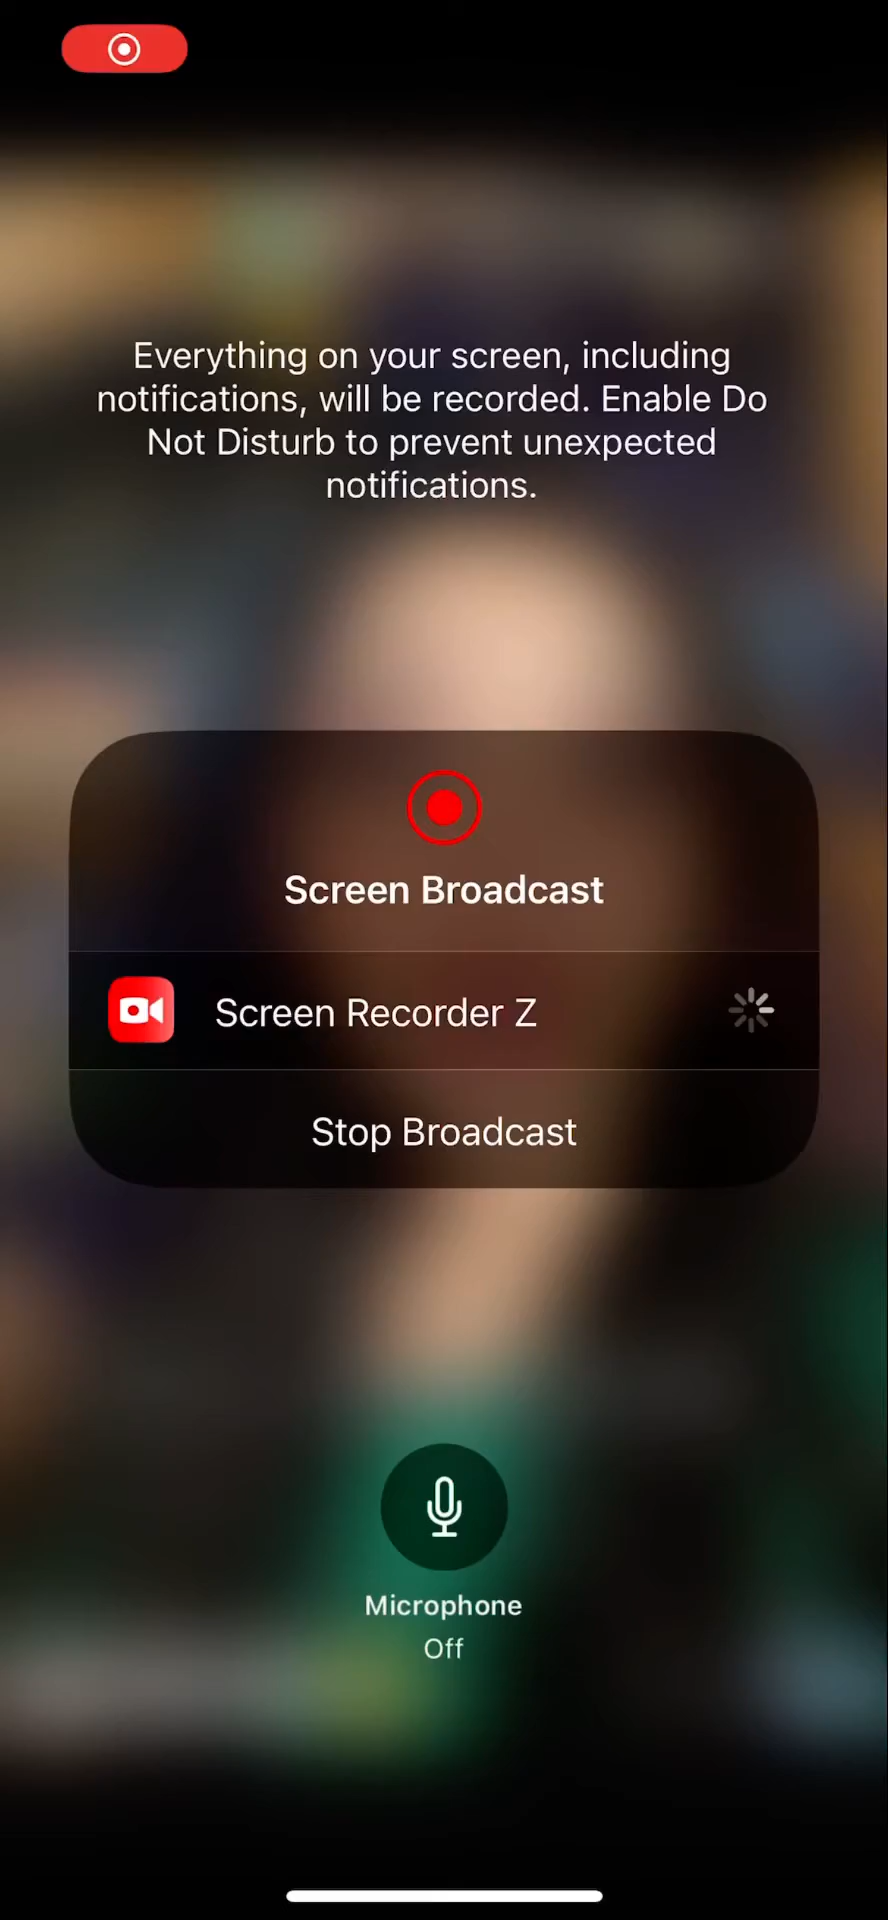 Everything on your screen, including
notifications, will be recorded. Enable Do
Not Disturb to prevent unexpected
notifications.
Screen Broadcast
Screen Recorder Z
Stop Broadcast
Microphone
Off